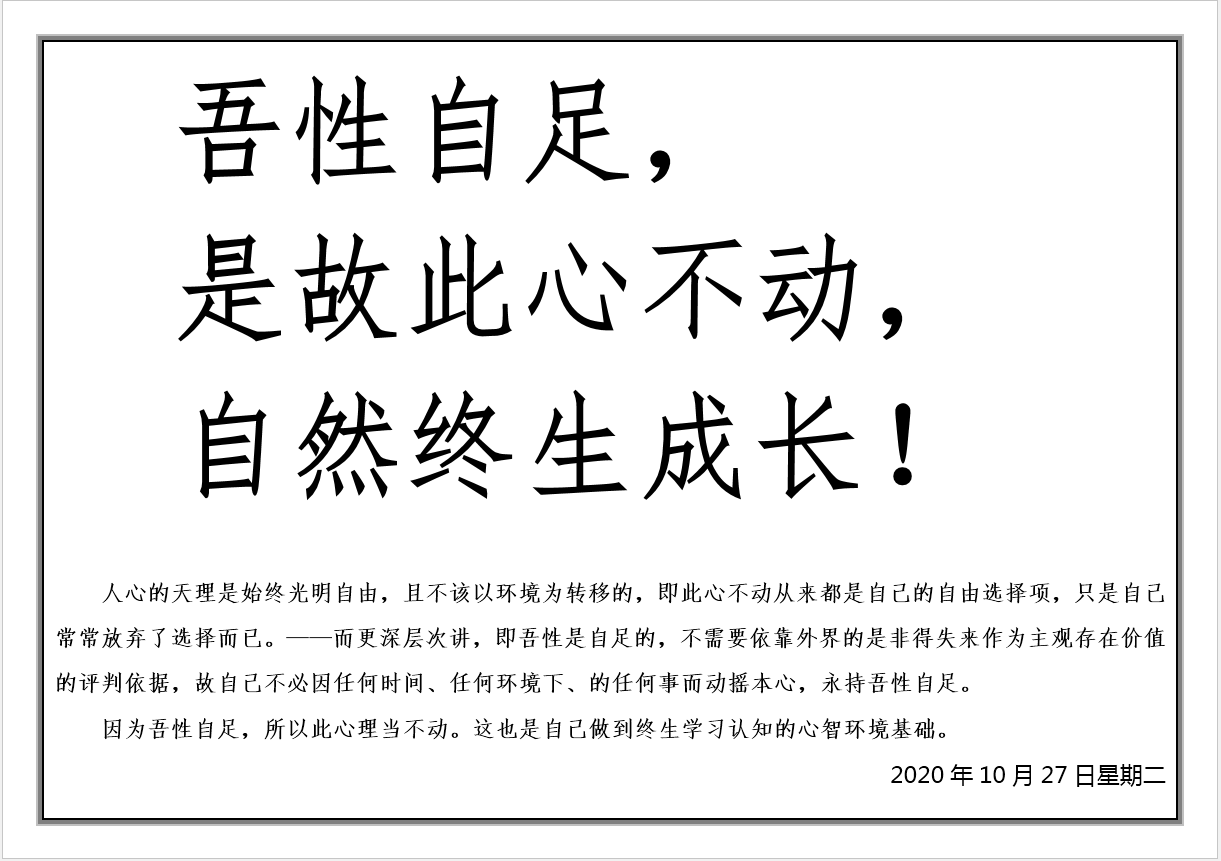 吾性自足，
是故此心不动，
自然终生成长！
人心的天理是始终光明自由，且不该以环境为转移的，即此心不动从来都是自己的自由选择项，只是自己
常常放弃了选择而已。——而更深层次讲，即吾性是自足的，不需要依靠外界的是非得失来作为主观存在价值
的评判依据，故自己不必因任何时间、任何环境下、的任何事而动摇本心，永持吾性自足。
因为吾性自足，所以此心理当不动。这也是自己做到终生学习认知的心智环境基础。
2020 年 10 月 27 日星期二